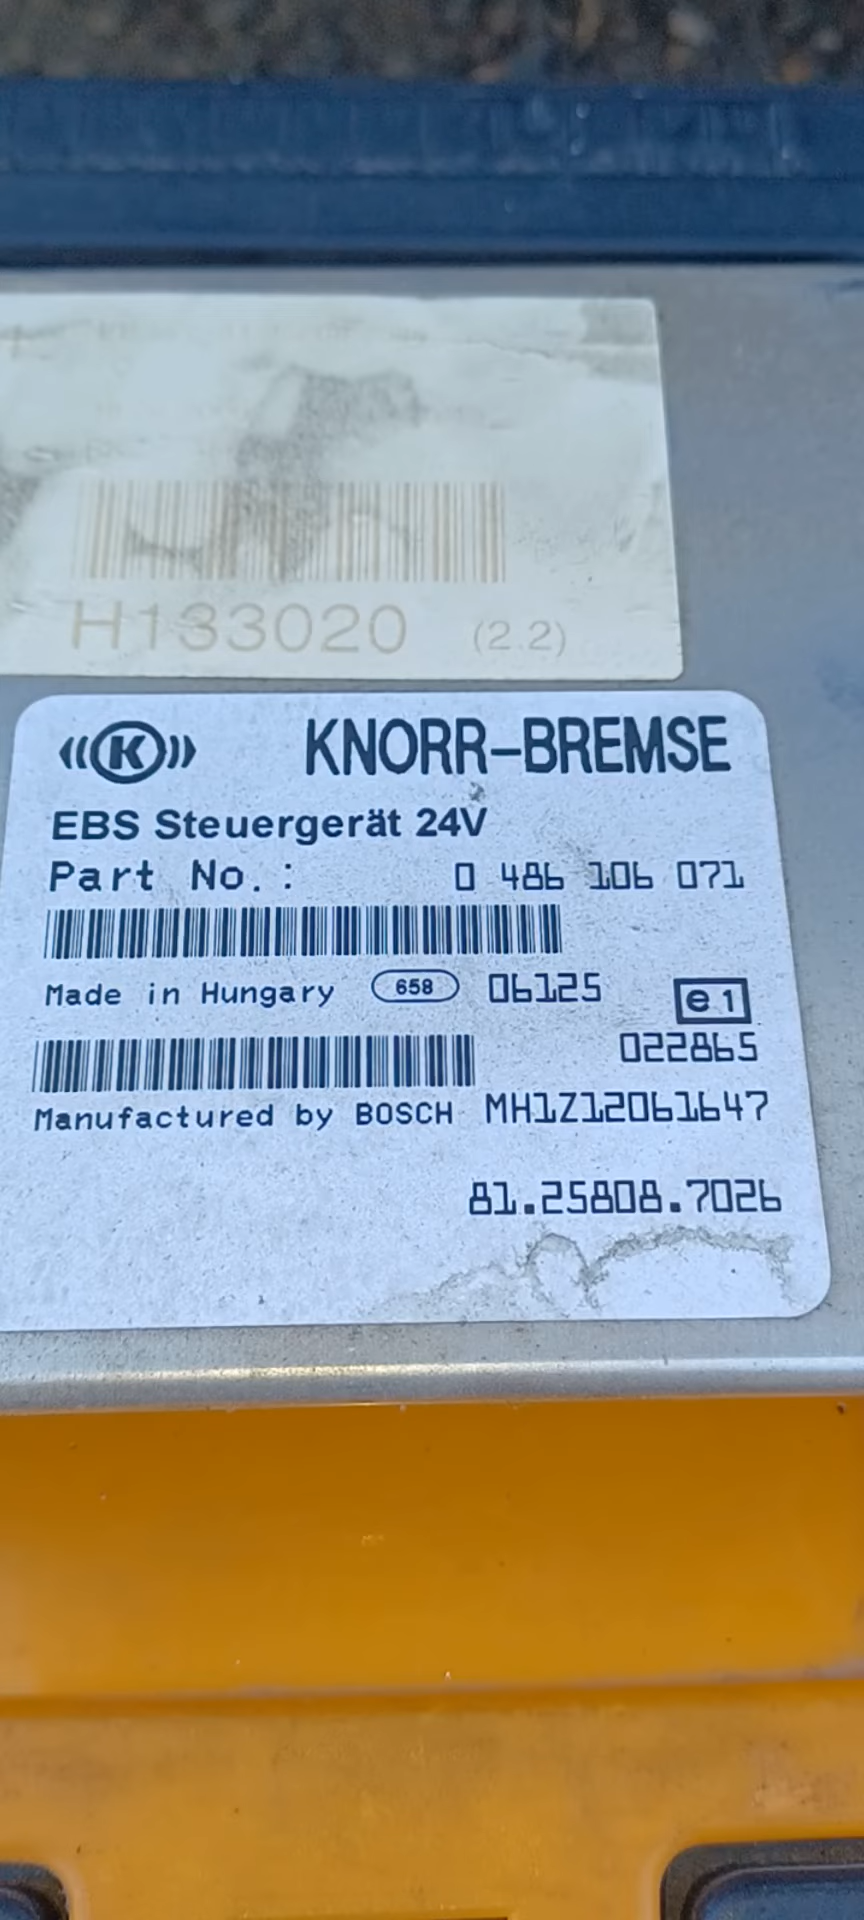 H133020 (2.2)
K KNORR-BREMSE
EBS Steuergerät 24V
Part No.: 0 486 106 071
Made in Hungary 658 06125 e1
022865
Manufactured by BOSCH MH1Z12061647
81.25808.7026